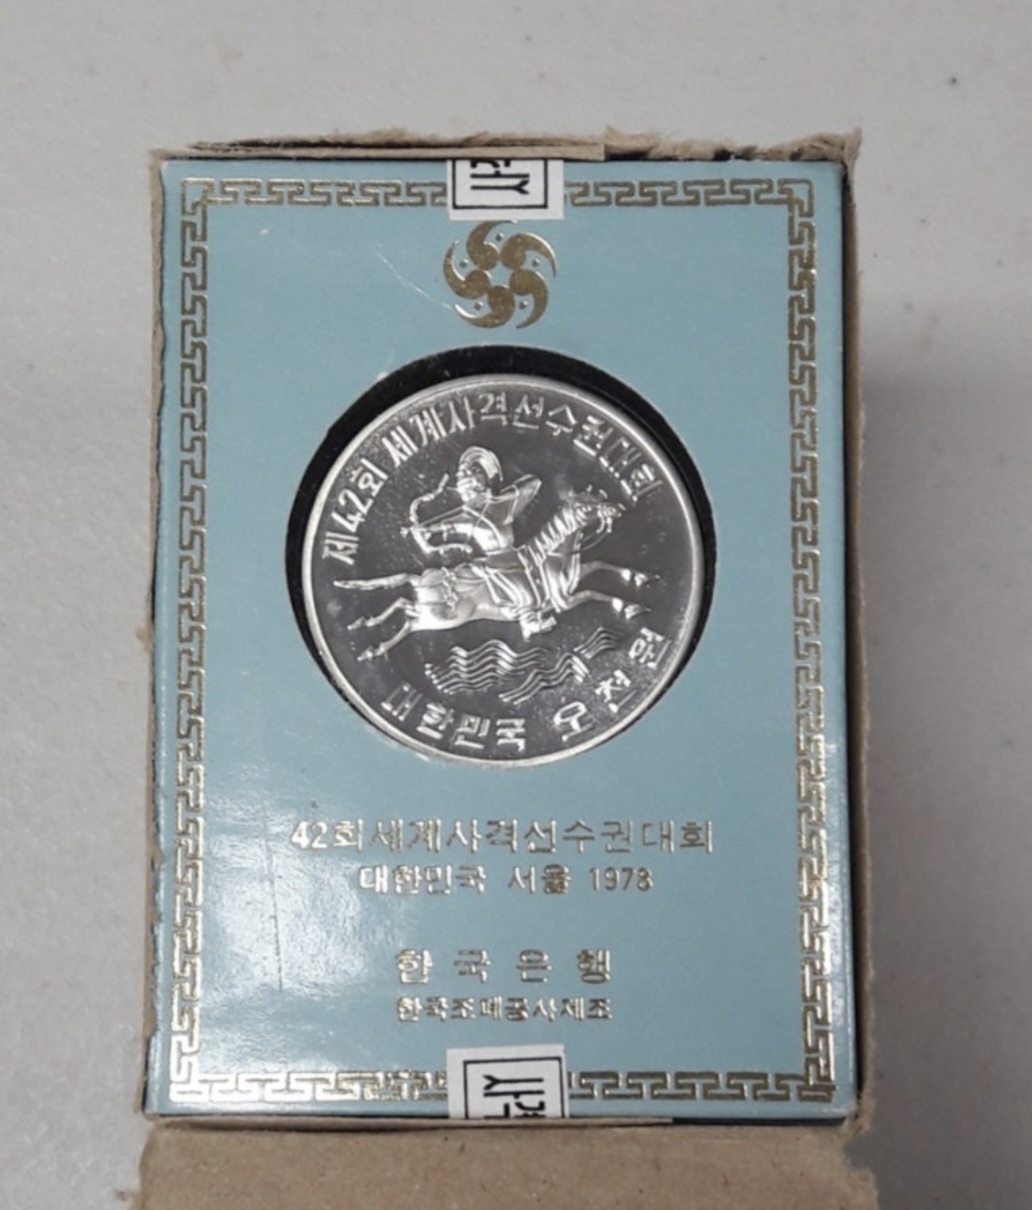 제42회 세계사격선수권대회
대한민국 오천원
42회세계사격선수권대회
대한민국 서울 1978
한국은행
한국조폐공사제조